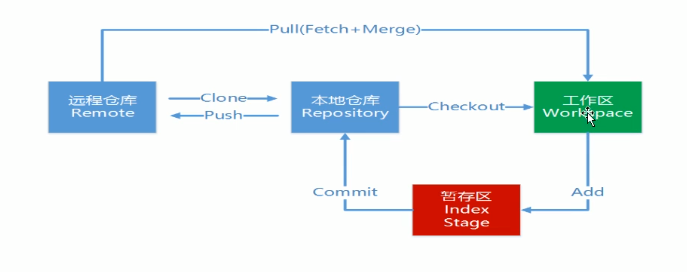 Pull(Fetch+Merge)
远程仓库
Remote
Clone
Push
本地仓库
Repository
Checkout
工作区
Workspace
Commit
暂存区
Index
Stage
Add